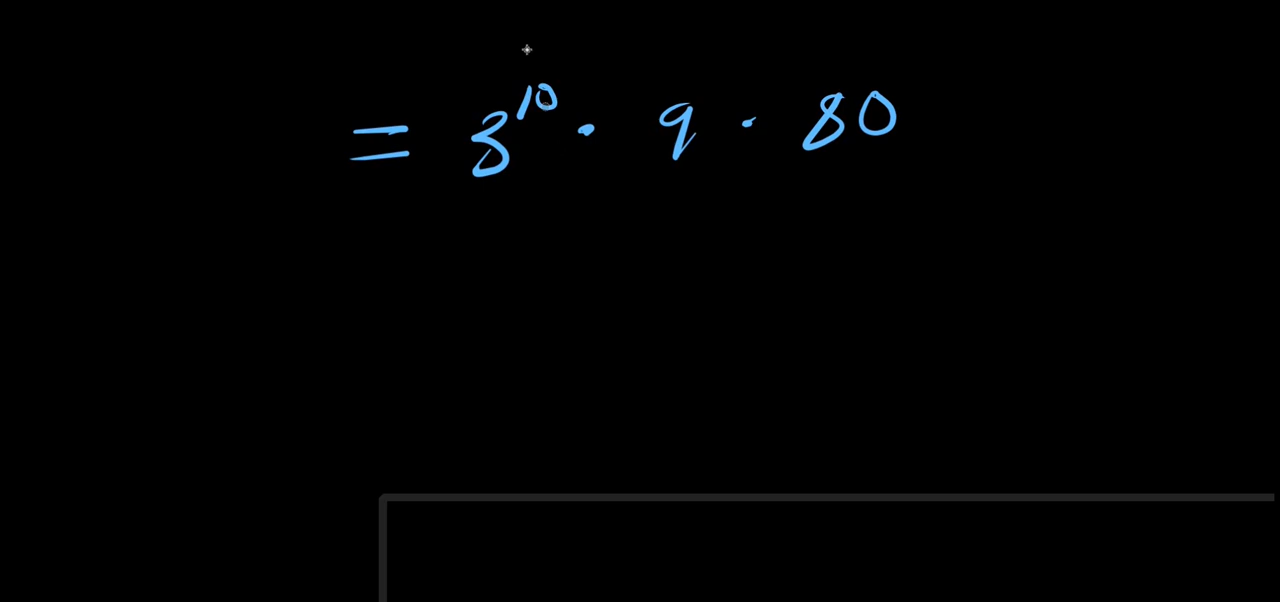 = 3^10 · 9 · 80